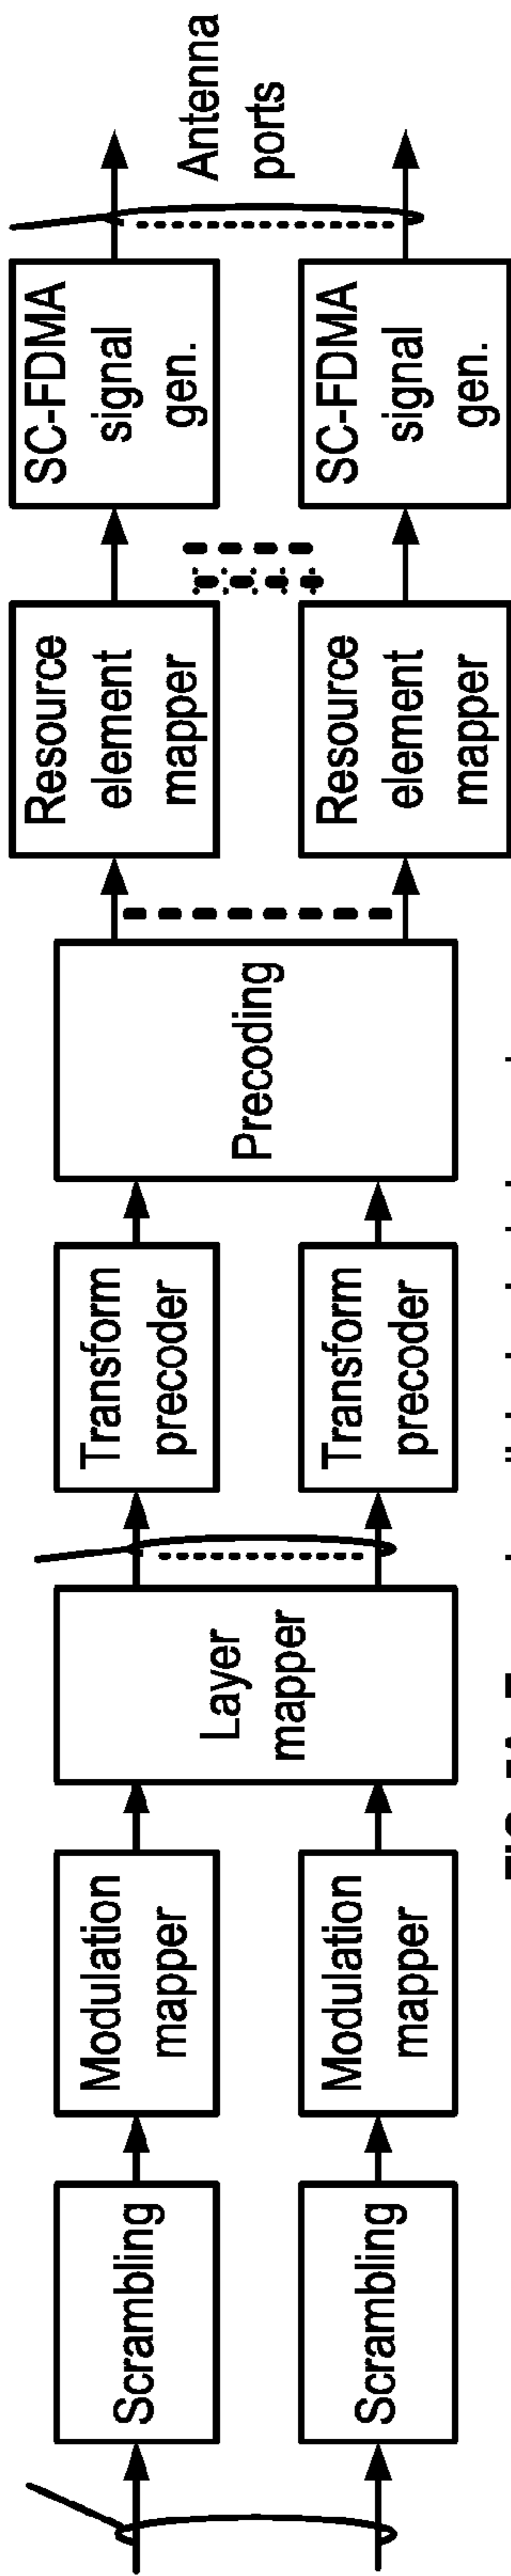 Scrambling
Scrambling
Modulation
mapper
Modulation
mapper
Layer
mapper
Transform
precoder
Transform
precoder
Precoding
Resource
element
mapper
Resource
element
mapper
SC-FDMA
signal
gen.
SC-FDMA
signal
gen.
Antenna
ports